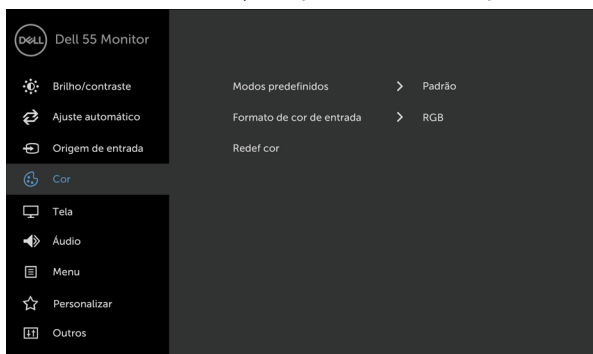 DELL Dell 55 Monitor
Brilho/contraste
Modos predefinidos > Padrão
Ajuste automático
Formato de cor de entrada > RGB
Origem de entrada
Redef cor
Cor
Tela
Áudio
Menu
Personalizar
Outros